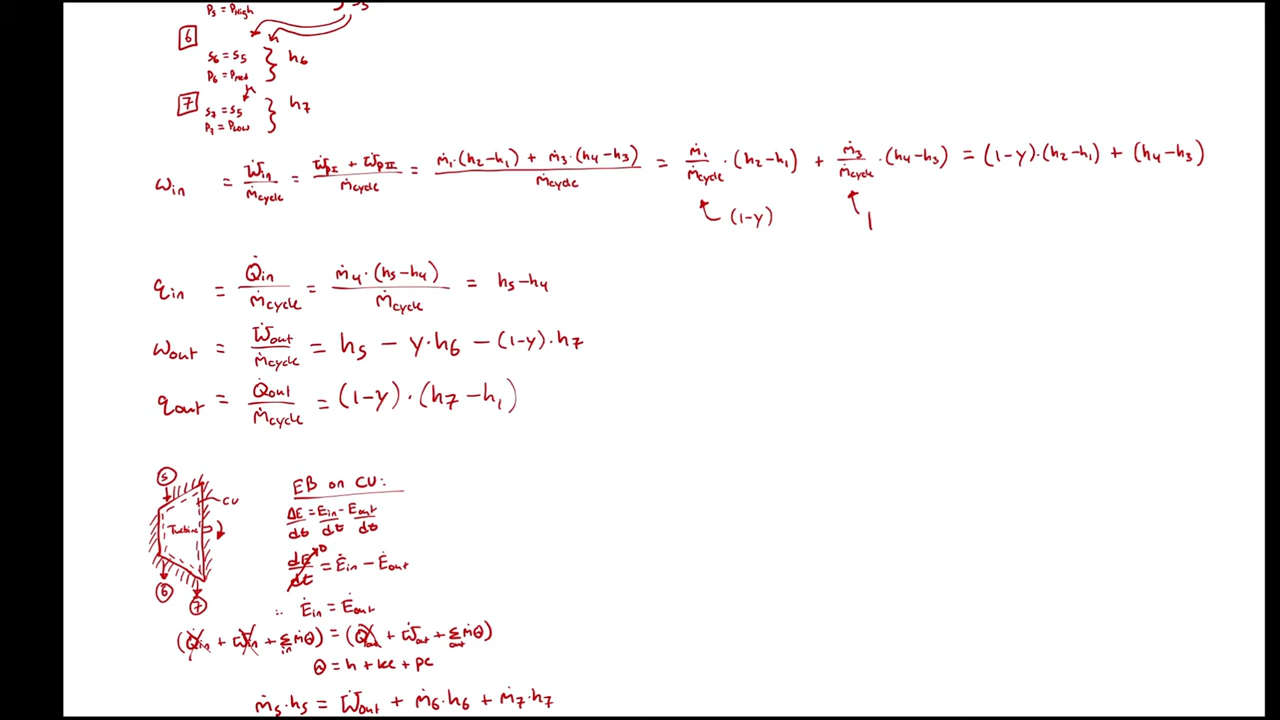 P5 = PHigh } S5
6
S6 = S5 } h6
P6 = Pmed
7
S7 = S5 } h7
P7 = PLow
win = Ẇin/ṁcycle = (ẆPI + ẆPII)/ṁcycle = (ṁ1·(h2−h1) + ṁ3·(h4−h3))/ṁcycle = ṁ1/ṁcycle ·(h2−h1) + ṁ3/ṁcycle ·(h4−h3) = (1−y)·(h2−h1) + (h4−h3)
(1−y) 1
qin = Q̇in/ṁcycle = ṁ4·(h5−h4)/ṁcycle = h5−h4
wout = Ẇout/ṁcycle = h5 − y·h6 − (1−y)·h7
qout = Q̇out/ṁcycle = (1−y)·(h7−h1)
5
CV
Turbine
6
7
EB on CV:
ΔE/dt = Ein/dt − Eout/dt
dE/dt 0 = Ėin − Ėout
∴ Ėin = Ėout
(Q̇in + Ẇin + Σin ṁθ) = (Q̇out + Ẇout + Σout ṁθ)
θ = h + ke + pe
ṁ5·h5 = Ẇout + ṁ6·h6 + ṁ7·h7